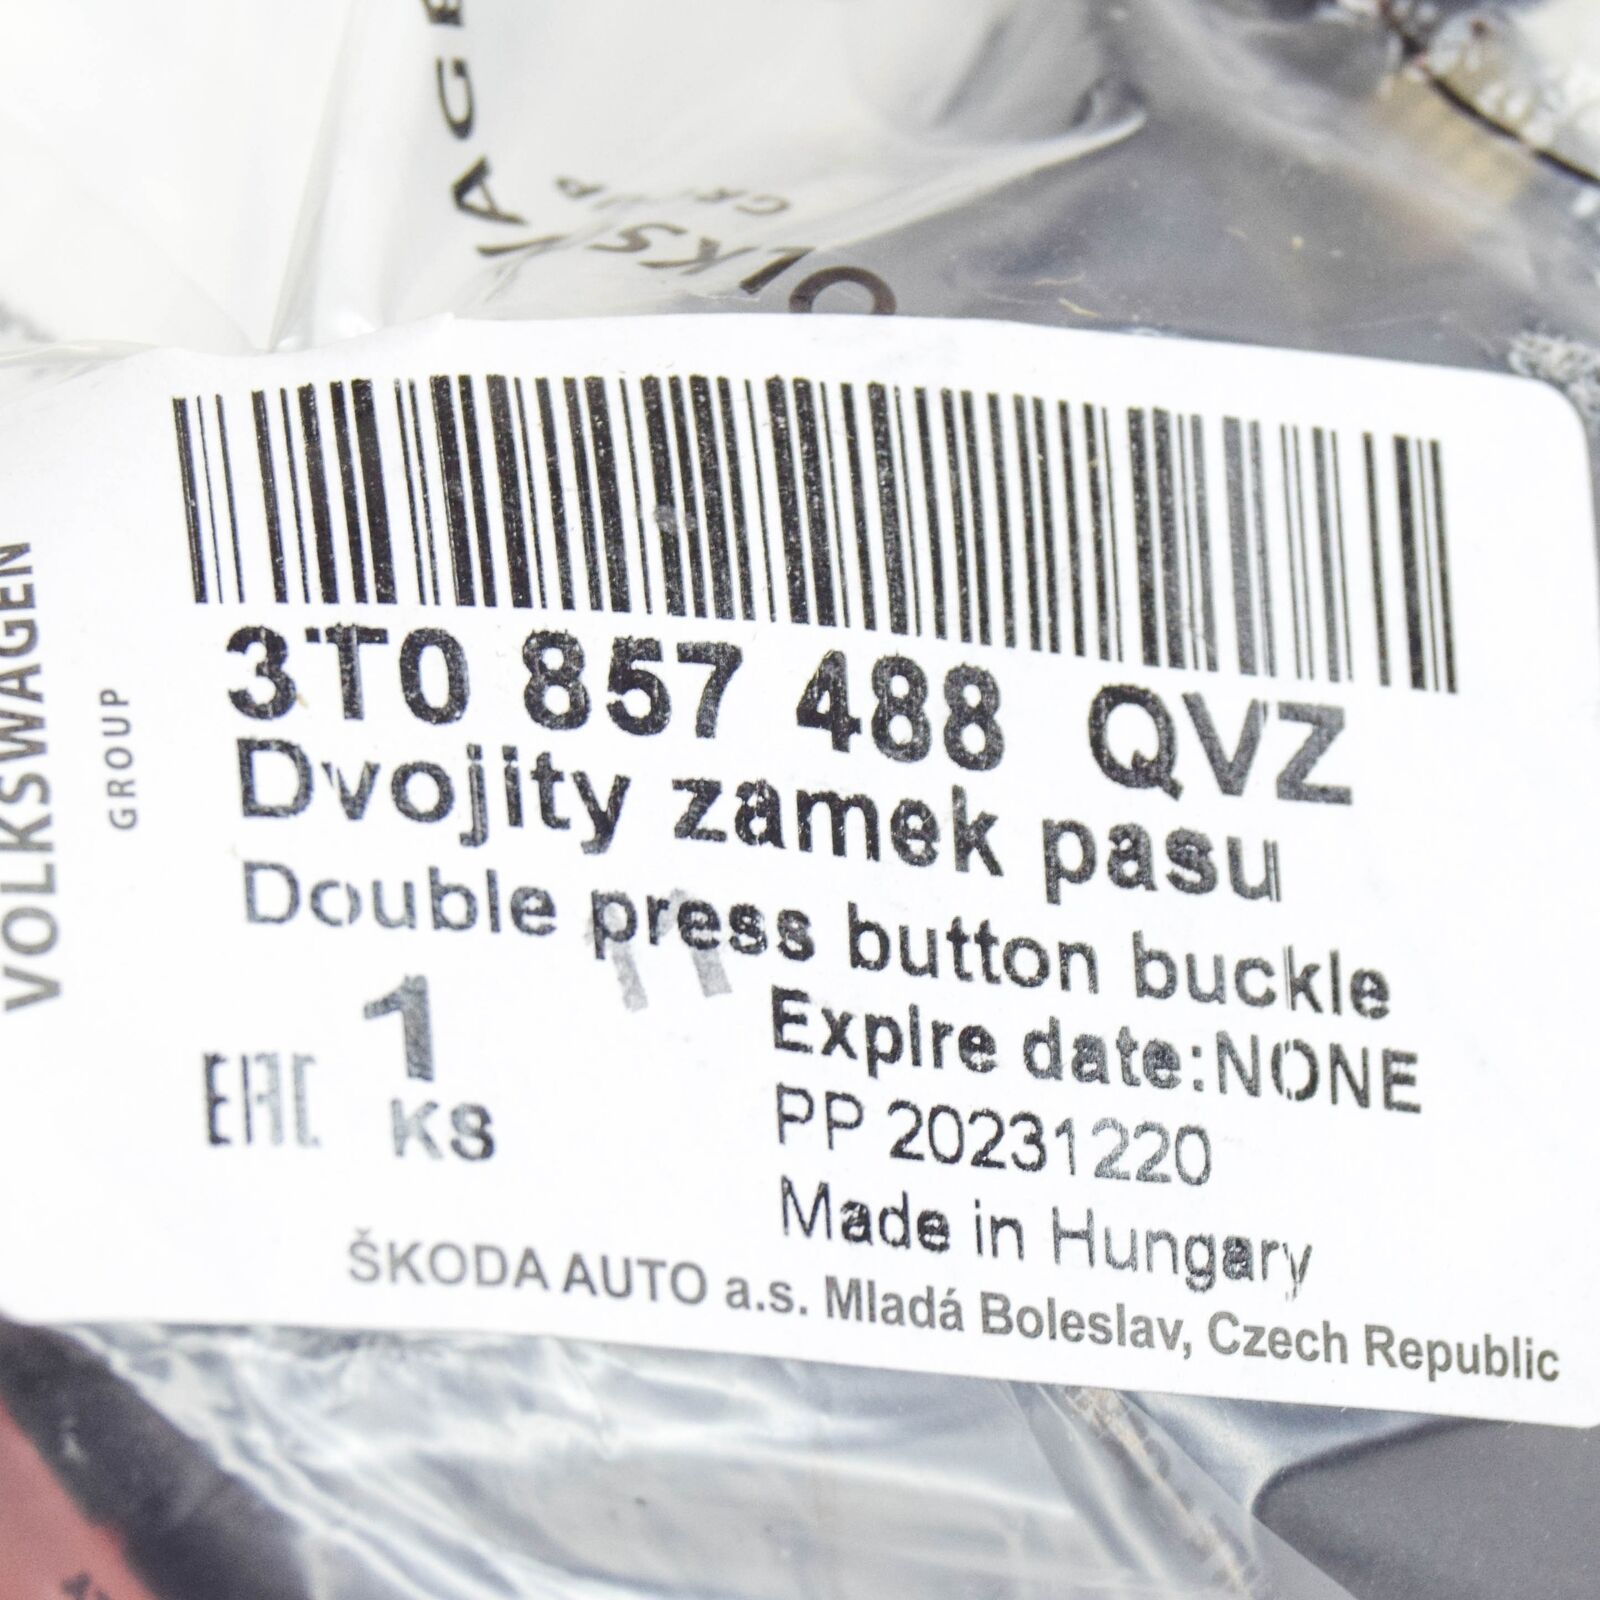 VOLKSWAGEN
GROUP
3T0 857 488 QVZ
Dvojity zamek pasu
Double press button buckle
1
KS
EAC
Expire date:NONE
PP 20231220
Made in Hungary
ŠKODA AUTO a.s. Mladá Boleslav, Czech Republic